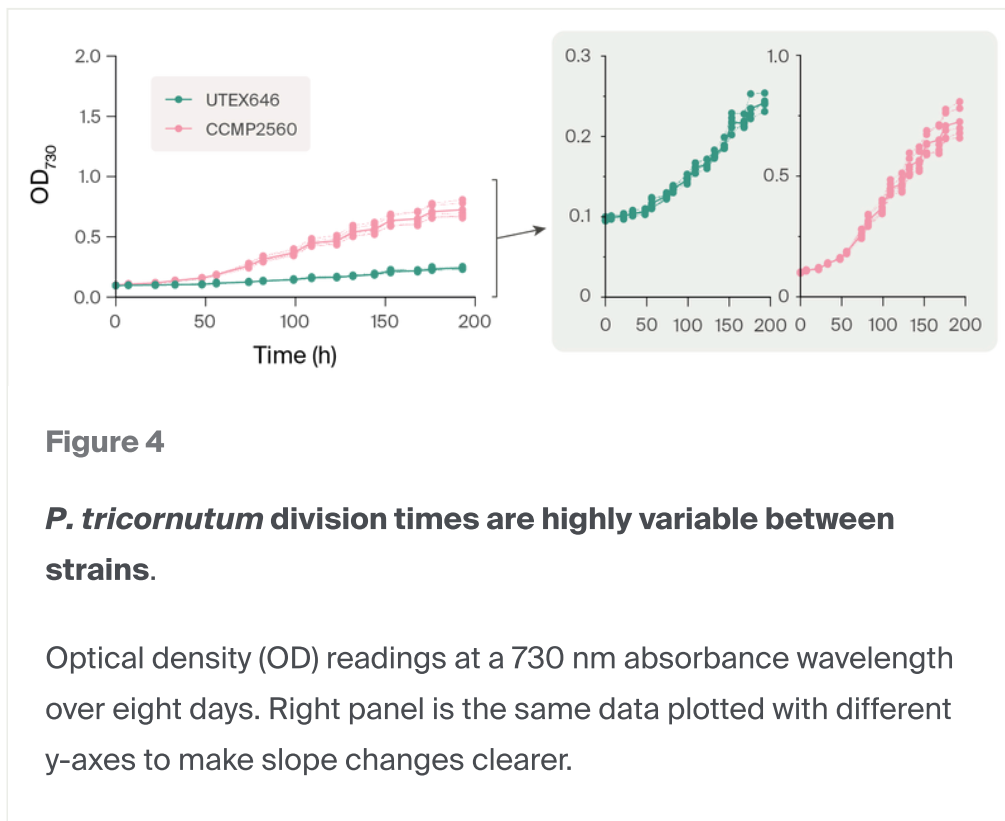 2.0
1.5
1.0
0.5
0.0
OD730
UTEX646
CCMP2560
0 50 100 150 200
Time (h)
0.3
0.2
0.1
0
0 50 100 150 200
1.0
0.5
0
0 50 100 150 200
Figure 4
P. tricornutum division times are highly variable between
strains.
Optical density (OD) readings at a 730 nm absorbance wavelength
over eight days. Right panel is the same data plotted with different
y-axes to make slope changes clearer.